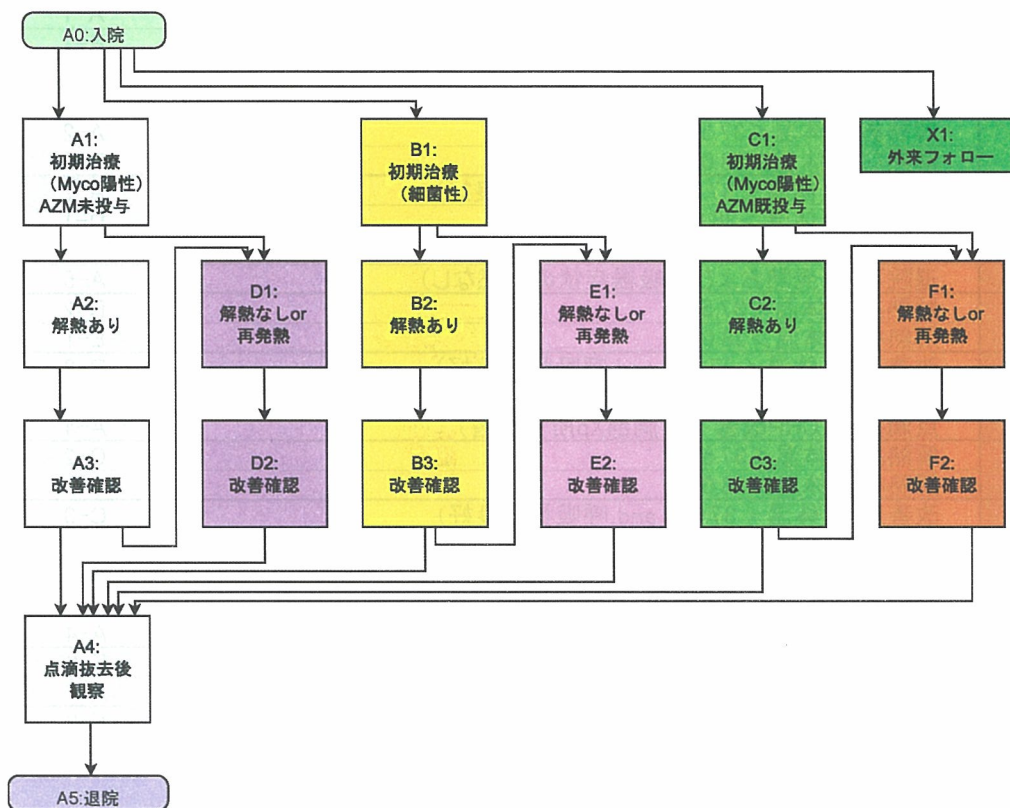 A0:入院
A1:
初期治療
（Myco陽性）
AZM未投与
B1:
初期治療
（細菌性）
C1:
初期治療
（Myco陽性）
AZM既投与
X1:
外来フォロー
A2:
解熱あり
D1:
解熱なしor
再発熱
B2:
解熱あり
E1:
解熱なしor
再発熱
C2:
解熱あり
F1:
解熱なしor
再発熱
A3:
改善確認
D2:
改善確認
B3:
改善確認
E2:
改善確認
C3:
改善確認
F2:
改善確認
A4:
点滴抜去後
観察
A5:退院